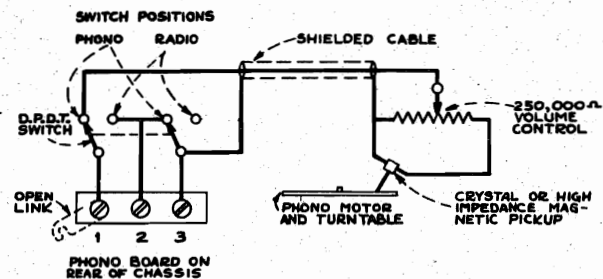 SWITCH POSITIONS
PHONO RADIO
SHIELDED CABLE
D.P.D.T.
SWITCH
250,000Ω
VOLUME
CONTROL
OPEN
LINK
1 2 3
PHONO MOTOR
AND TURNTABLE
CRYSTAL OR HIGH
IMPEDANCE MAG-
NETIC PICKUP
PHONO BOARD ON
REAR OF CHASSIS